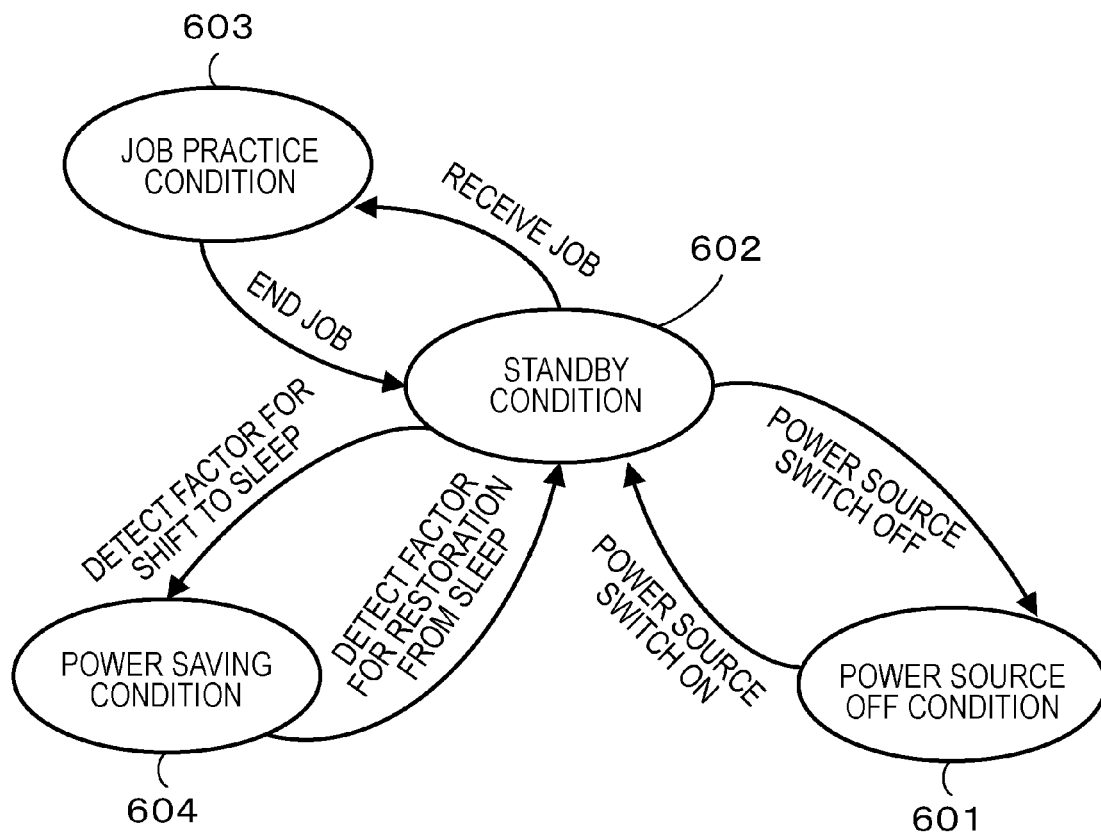 603
JOB PRACTICE
CONDITION
RECEIVE JOB
END JOB
602
STANDBY
CONDITION
DETECT FACTOR FOR
SHIFT TO SLEEP
DETECT FACTOR
FOR RESTORATION
FROM SLEEP
POWER SOURCE
SWITCH OFF
POWER SOURCE
SWITCH ON
POWER SAVING
CONDITION
604
POWER SOURCE
OFF CONDITION
601